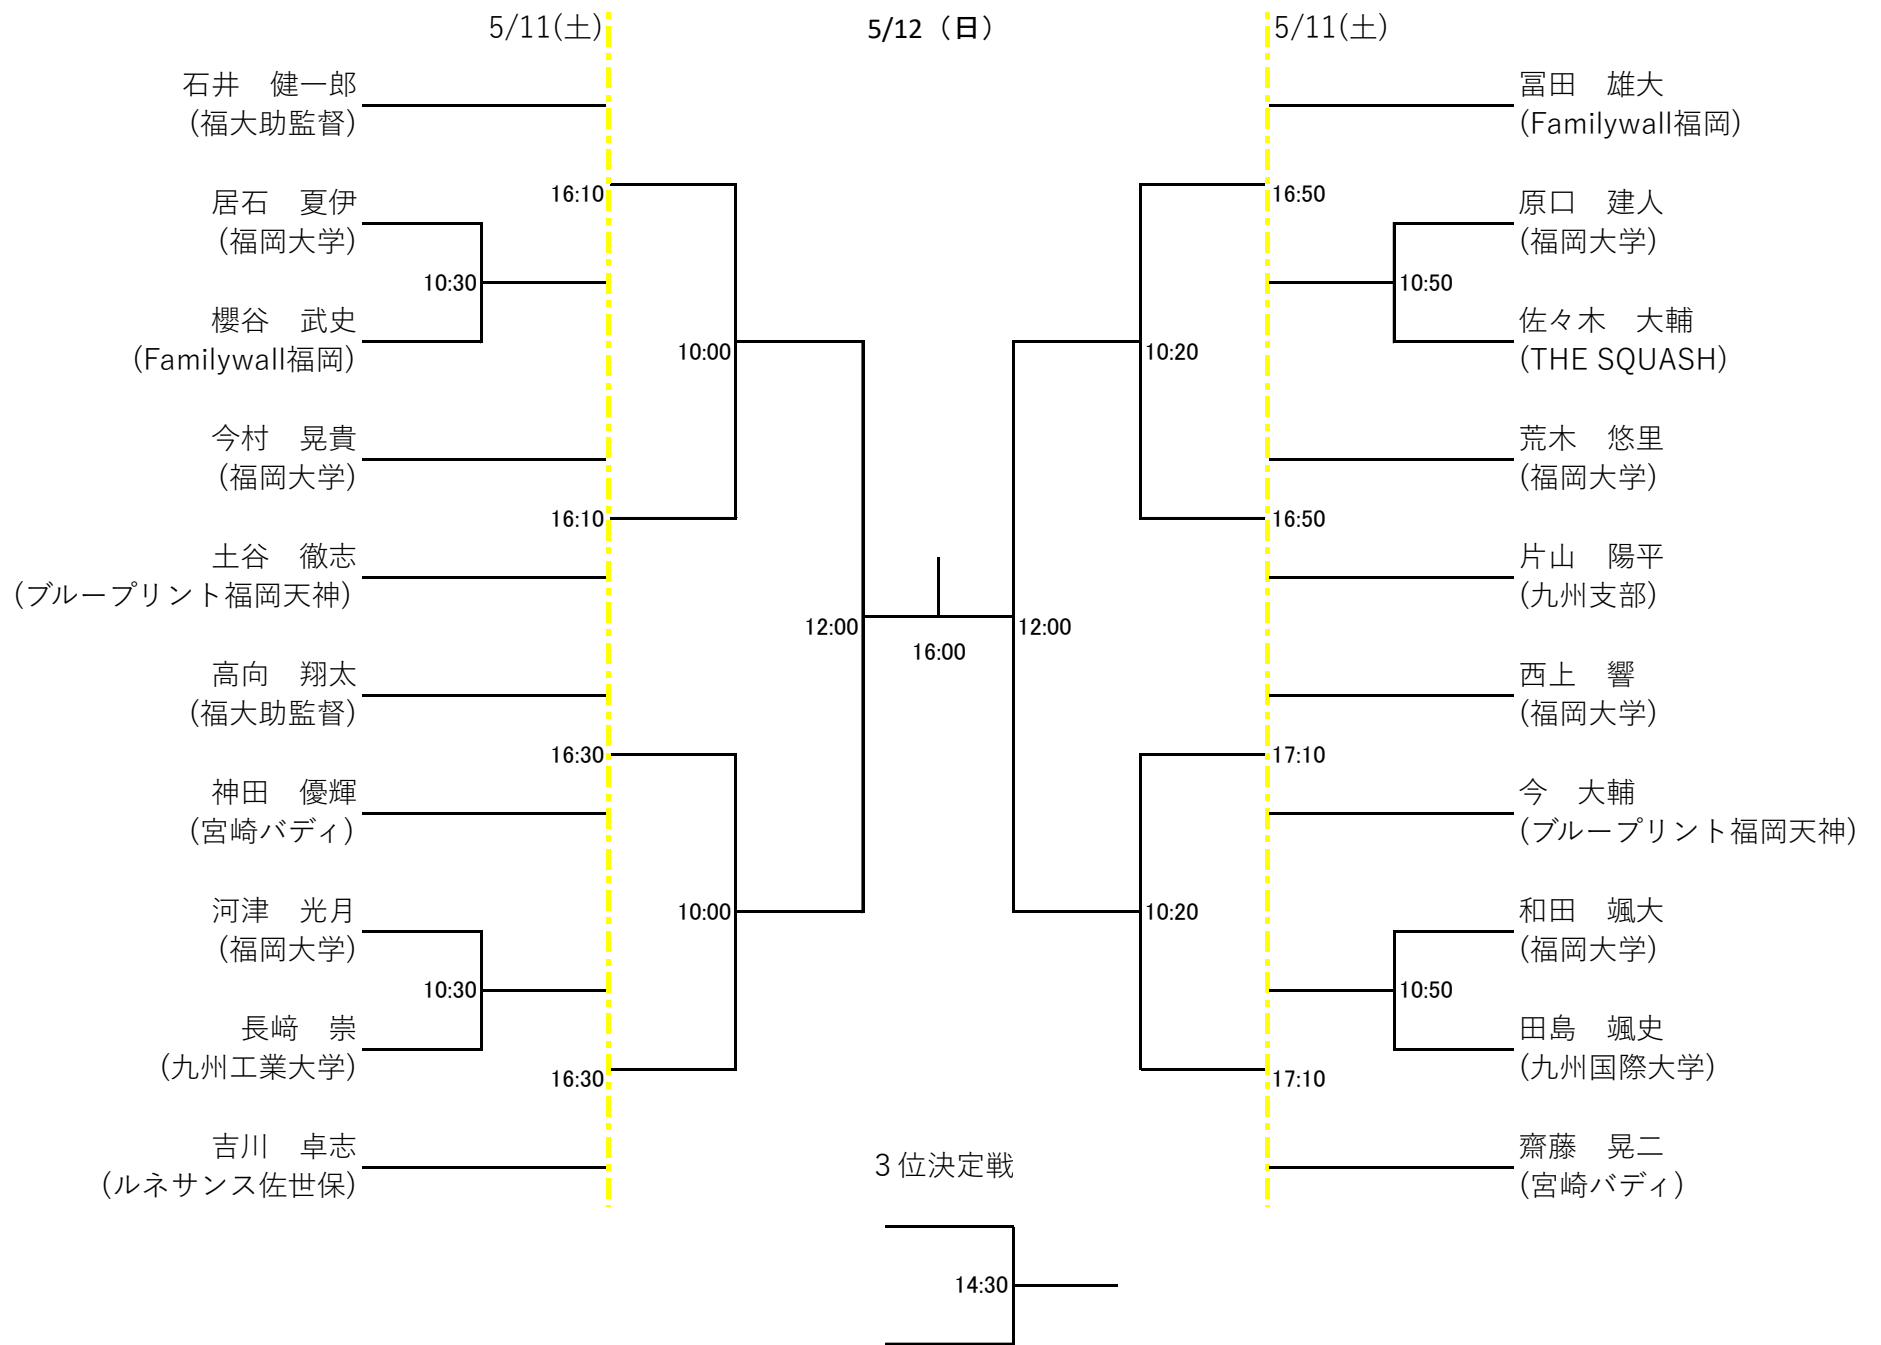 5/11(土)
5/12（日）
5/11(土)
石井　健一郎
(福大助監督)
居石　夏伊
(福岡大学)
櫻谷　武史
(Familywall福岡)
今村　晃貴
(福岡大学)
土谷　徹志
(ブループリント福岡天神)
高向　翔太
(福大助監督)
神田　優輝
(宮崎バディ)
河津　光月
(福岡大学)
長﨑　崇
(九州工業大学)
吉川　卓志
(ルネサンス佐世保)
10:30
10:30
16:10
16:10
16:30
16:30
10:00
10:00
12:00
16:00
12:00
10:20
10:20
16:50
16:50
17:10
17:10
10:50
10:50
冨田　雄大
(Familywall福岡)
原口　建人
(福岡大学)
佐々木　大輔
(THE SQUASH)
荒木　悠里
(福岡大学)
片山　陽平
(九州支部)
西上　響
(福岡大学)
今　大輔
(ブループリント福岡天神)
和田　颯大
(福岡大学)
田島　颯史
(九州国際大学)
齋藤　晃二
(宮崎バディ)
３位決定戦
14:30